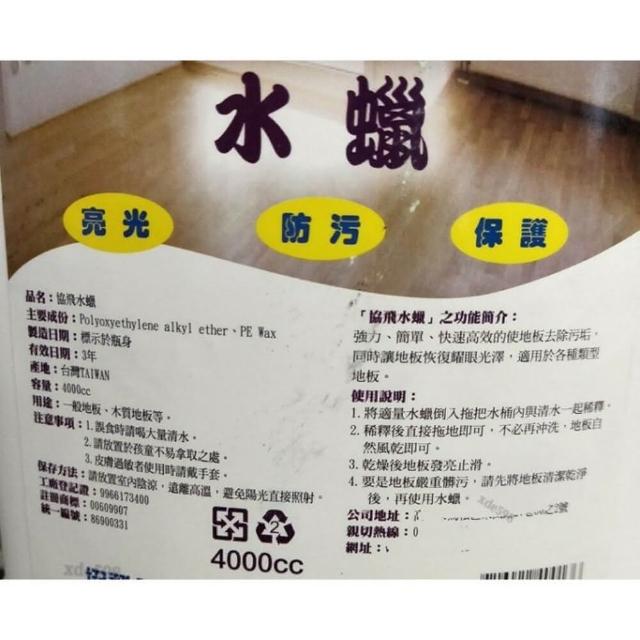 水蠟
亮光
防污
保護
品名：協飛水蠟
主要成份：Polyoxyethylene alkyl ether、PE Wax
製造日期：標示於瓶身
有效日期：3年
產地：台灣TAIWAN
容量：4000cc
用途：一般地板、木質地板等。
注意事項：1.誤食時請喝大量清水。
2.請放置於孩童不易拿取之處。
3.皮膚過敏者使用時請戴手套。
保存方法：請放置室內陰涼，遠離高溫，避免陽光直接照射。
工廠登記證：9966173400
註冊商標：00609907
統一編號：86900331
2
4000cc
「協飛水蠟」之功能簡介：
強力、簡單、快速高效的使地板去除污垢。
同時讓地板恢復耀眼光澤，適用於各種類型
地板。
使用說明：
1.將適量水蠟倒入拖把水桶內與清水一起稀釋。
2.稀釋後直接拖地即可，不必再沖洗，地板自
然風乾即可。
3.乾燥後地板發亮止滑。
4.要是地板嚴重髒污，請先將地板清潔乾淨
後，再使用水蠟。
公司地址：
親切熱線：0
網址：
xde598